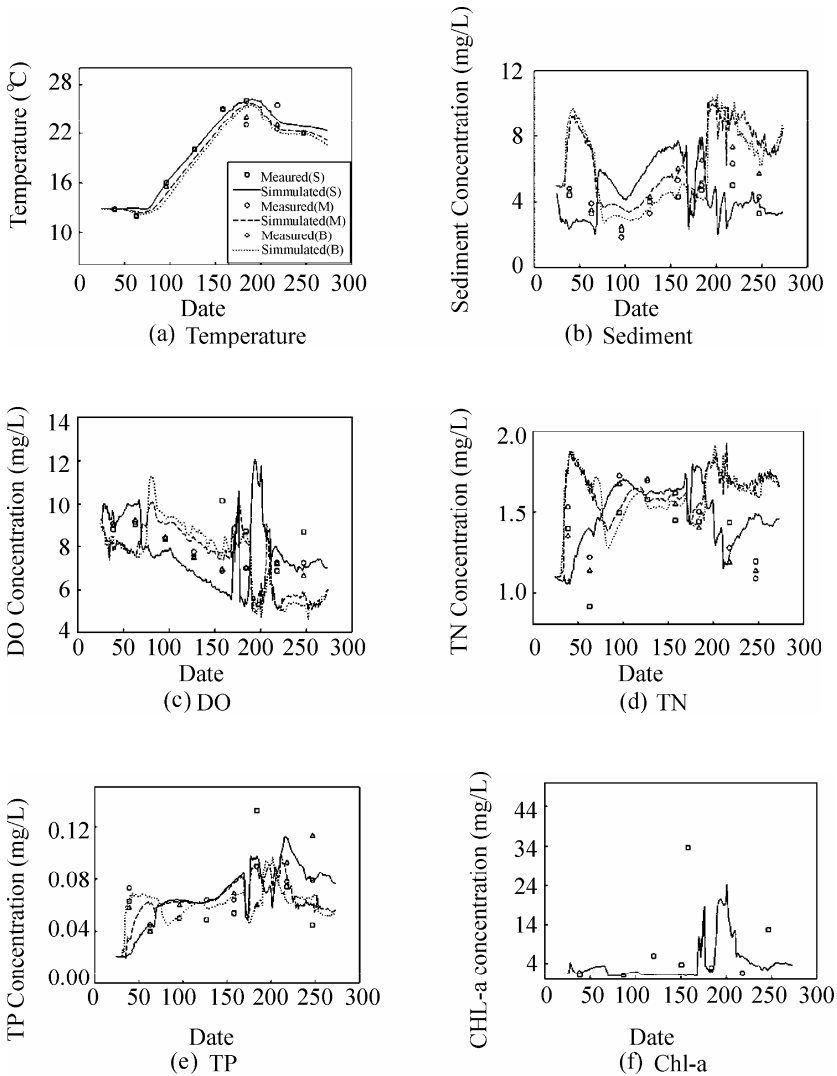 Temperature (℃)
28
22
16
12
Meaured(S)
Simmulated(S)
Measured(M)
Simmulated(M)
Measured(B)
Simmulated(B)
0 50 100 150 200 250 300
Date
(a) Temperature
Sediment Concentration (mg/L)
12
8
4
0
0 50 100 150 200 250 300
Date
(b) Sediment
DO Concentration (mg/L)
14
12
10
8
6
4
0 50 100 150 200 250 300
Date
(c) DO
TN Concentration (mg/L)
2.0
1.5
1.0
0 50 100 150 200 250 300
Date
(d) TN
TP Concentration (mg/L)
0.12
0.08
0.04
0.00
0 50 100 150 200 250 300
Date
(e) TP
CHL-a concentration (mg/L)
44
34
24
14
4
0 50 100 150 200 250 300
Date
(f) Chl-a